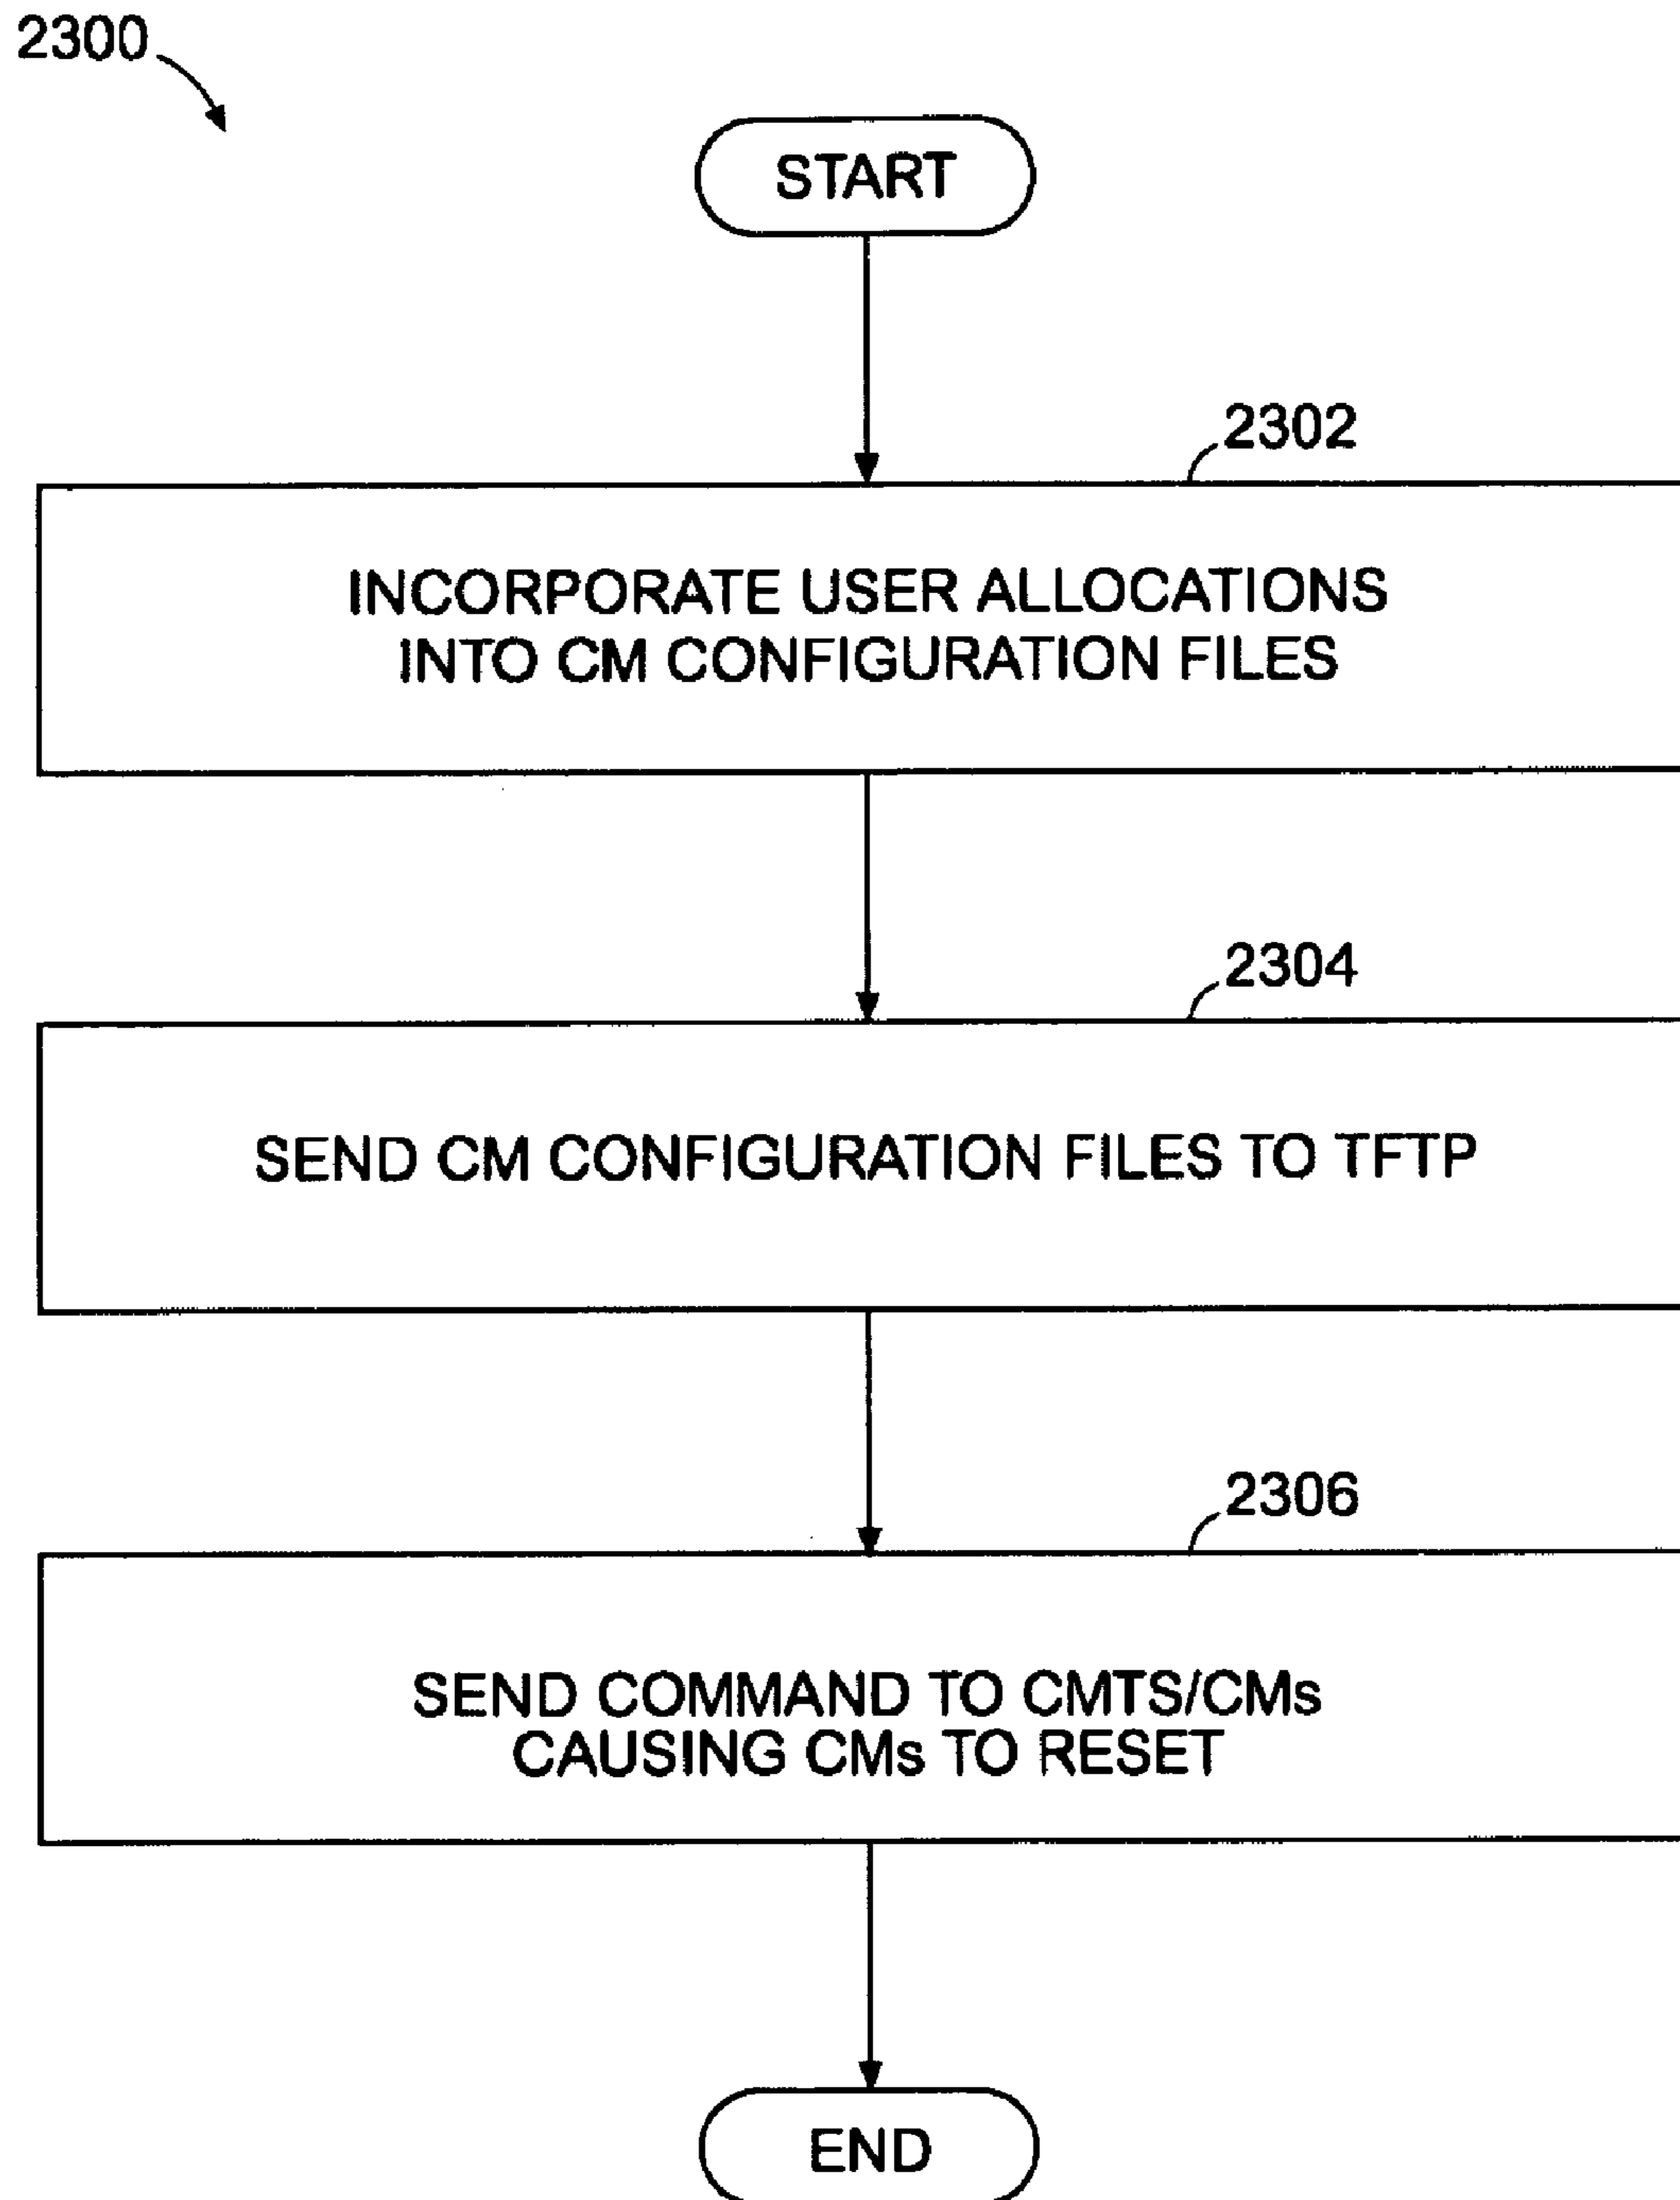 2300
START
2302
INCORPORATE USER ALLOCATIONS
INTO CM CONFIGURATION FILES
2304
SEND CM CONFIGURATION FILES TO TFTP
2306
SEND COMMAND TO CMTS/CMs
CAUSING CMs TO RESET
END